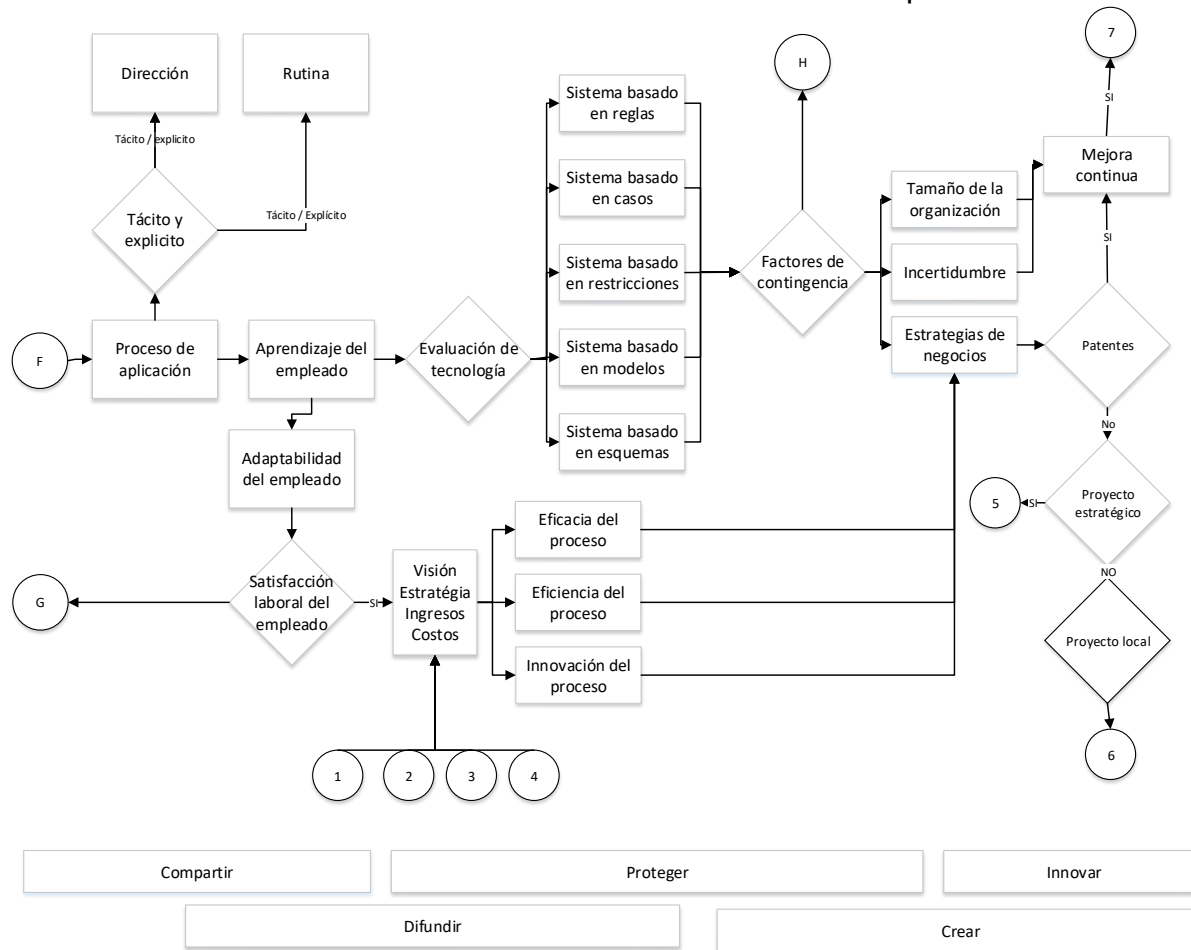 7
H
Dirección
Rutina
SI
Sistema basado
en reglas
Tácito / explicito
Mejora
continua
Sistema basado
en casos
Tamaño de la
organización
Tácito y
explicito
Tácito / Explícito
SI
Factores de
contingencia
Sistema basado
en restricciones
Incertidumbre
Estrategias de
negocios
Patentes
F
Proceso de
aplicación
Aprendizaje del
empleado
Evaluación de
tecnología
Sistema basado
en modelos
No
Sistema basado
en esquemas
Adaptabilidad
del empleado
5
SI
Proyecto
estratégico
Eficacia del
proceso
NO
G
Satisfacción
laboral del
empleado
SI
Visión
Estratégia
Ingresos
Costos
Eficiencia del
proceso
Proyecto local
Innovación del
proceso
6
1
2
3
4
Compartir
Proteger
Innovar
Difundir
Crear